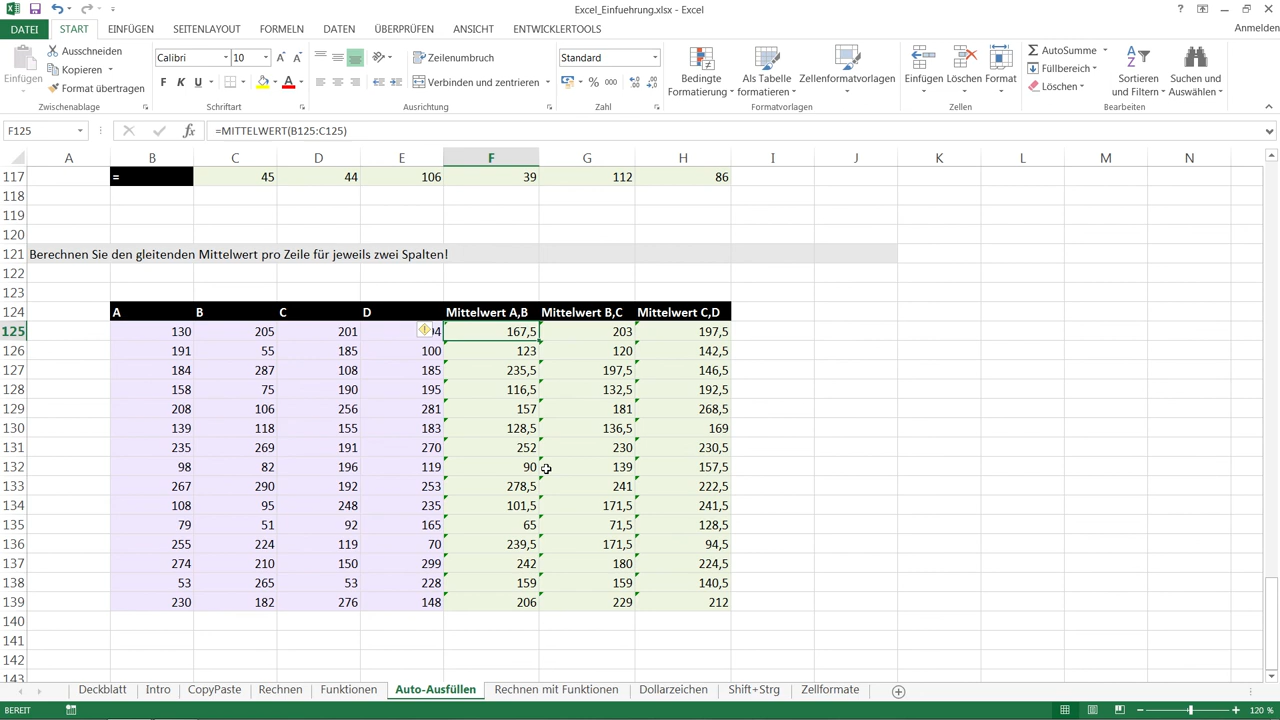 Excel_Einfuehrung.xlsx - Excel
Anmelden
DATEI START EINFÜGEN SEITENLAYOUT FORMELN DATEN ÜBERPRÜFEN ANSICHT ENTWICKLERTOOLS
Einfügen
Ausschneiden
Kopieren
Format übertragen
Zwischenablage
Calibri 10
F K U
Schriftart
Zeilenumbruch
Verbinden und zentrieren
Ausrichtung
Standard
% 000
Zahl
Bedingte Formatierung
Als Tabelle formatieren
Zellenformatvorlagen
Formatvorlagen
Einfügen Löschen Format
Zellen
AutoSumme
Füllbereich
Löschen
Sortieren und Filtern
Suchen und Auswählen
Bearbeiten
F125 =MITTELWERT(B125:C125)
A B C D E F G H I J K L M N
117 = 45 44 106 39 112 86
118
119
120
121 Berechnen Sie den gleitenden Mittelwert pro Zeile für jeweils zwei Spalten!
122
123
124 A B C D Mittelwert A,B Mittelwert B,C Mittelwert C,D
125 130 205 201 167,5 203 197,5
126 191 55 185 100 123 120 142,5
127 184 287 108 185 235,5 197,5 146,5
128 158 75 190 195 116,5 132,5 192,5
129 208 106 256 281 157 181 268,5
130 139 118 155 183 128,5 136,5 169
131 235 269 191 270 252 230 230,5
132 98 82 196 119 90 139 157,5
133 267 290 192 253 278,5 241 222,5
134 108 95 248 235 101,5 171,5 241,5
135 79 51 92 165 65 71,5 128,5
136 255 224 119 70 239,5 171,5 94,5
137 274 210 150 299 242 180 224,5
138 53 265 53 228 159 159 140,5
139 230 182 276 148 206 229 212
140
141
142
143
Deckblatt Intro CopyPaste Rechnen Funktionen Auto-Ausfüllen Rechnen mit Funktionen Dollarzeichen Shift+Strg Zellformate
BEREIT 120 %